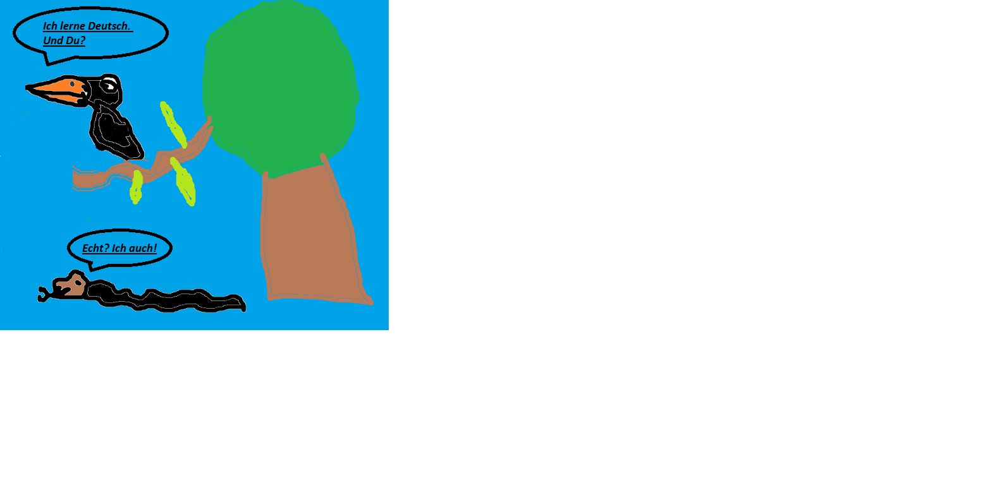 Ich lerne Deutsch.
Und Du?
Echt? Ich auch!